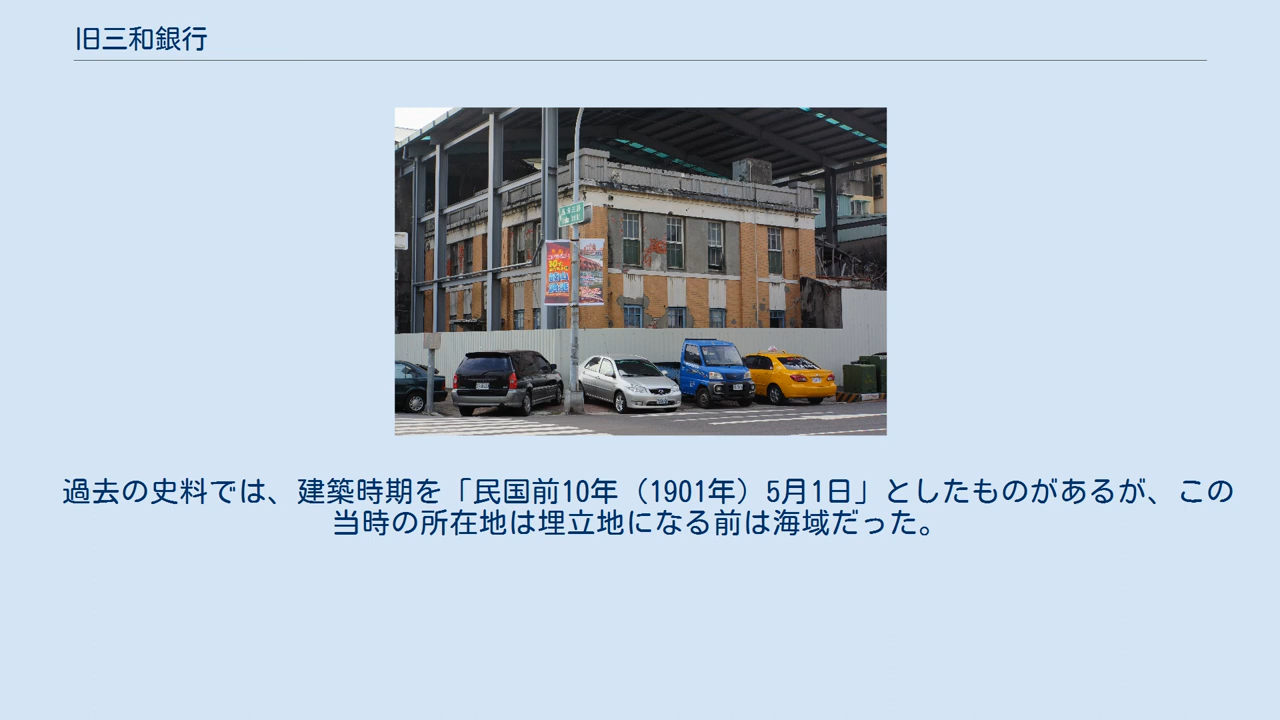 旧三和銀行
過去の史料では、建築時期を「民国前10年（1901年）5月1日」としたものがあるが、この
当時の所在地は埋立地になる前は海域だった。